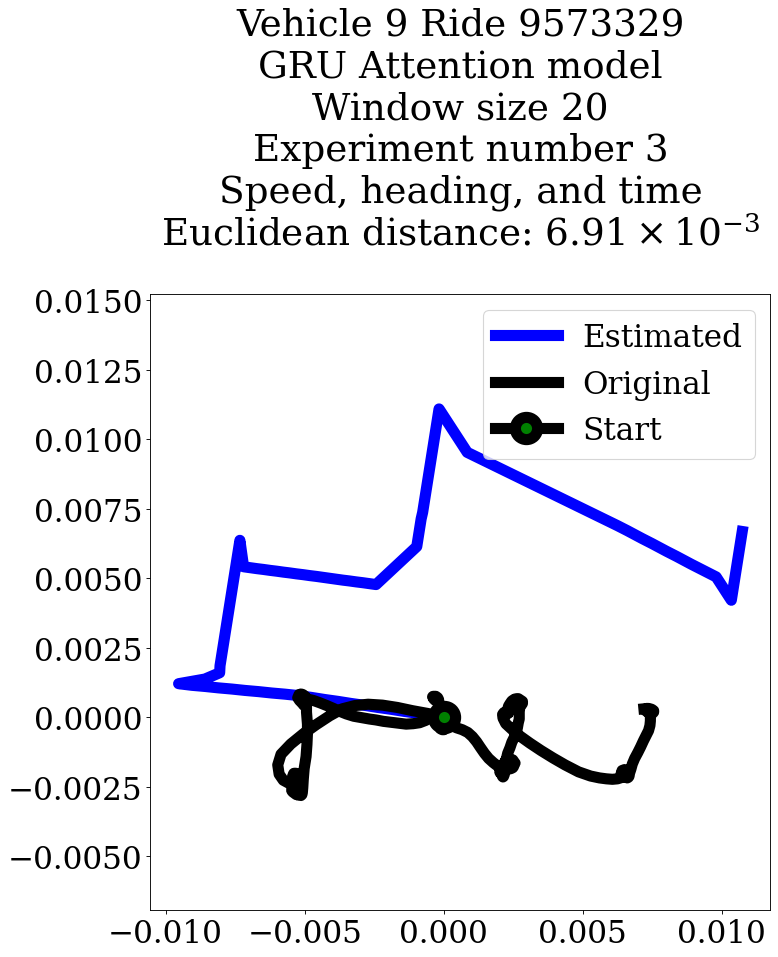 Vehicle 9 Ride 9573329
GRU Attention model
Window size 20
Experiment number 3
Speed, heading, and time
Euclidean distance: 6.91 × 10⁻³
0.0150
0.0125
0.0100
0.0075
0.0050
0.0025
0.0000
−0.0025
−0.0050
Estimated
Original
Start
−0.010 −0.005 0.000 0.005 0.010